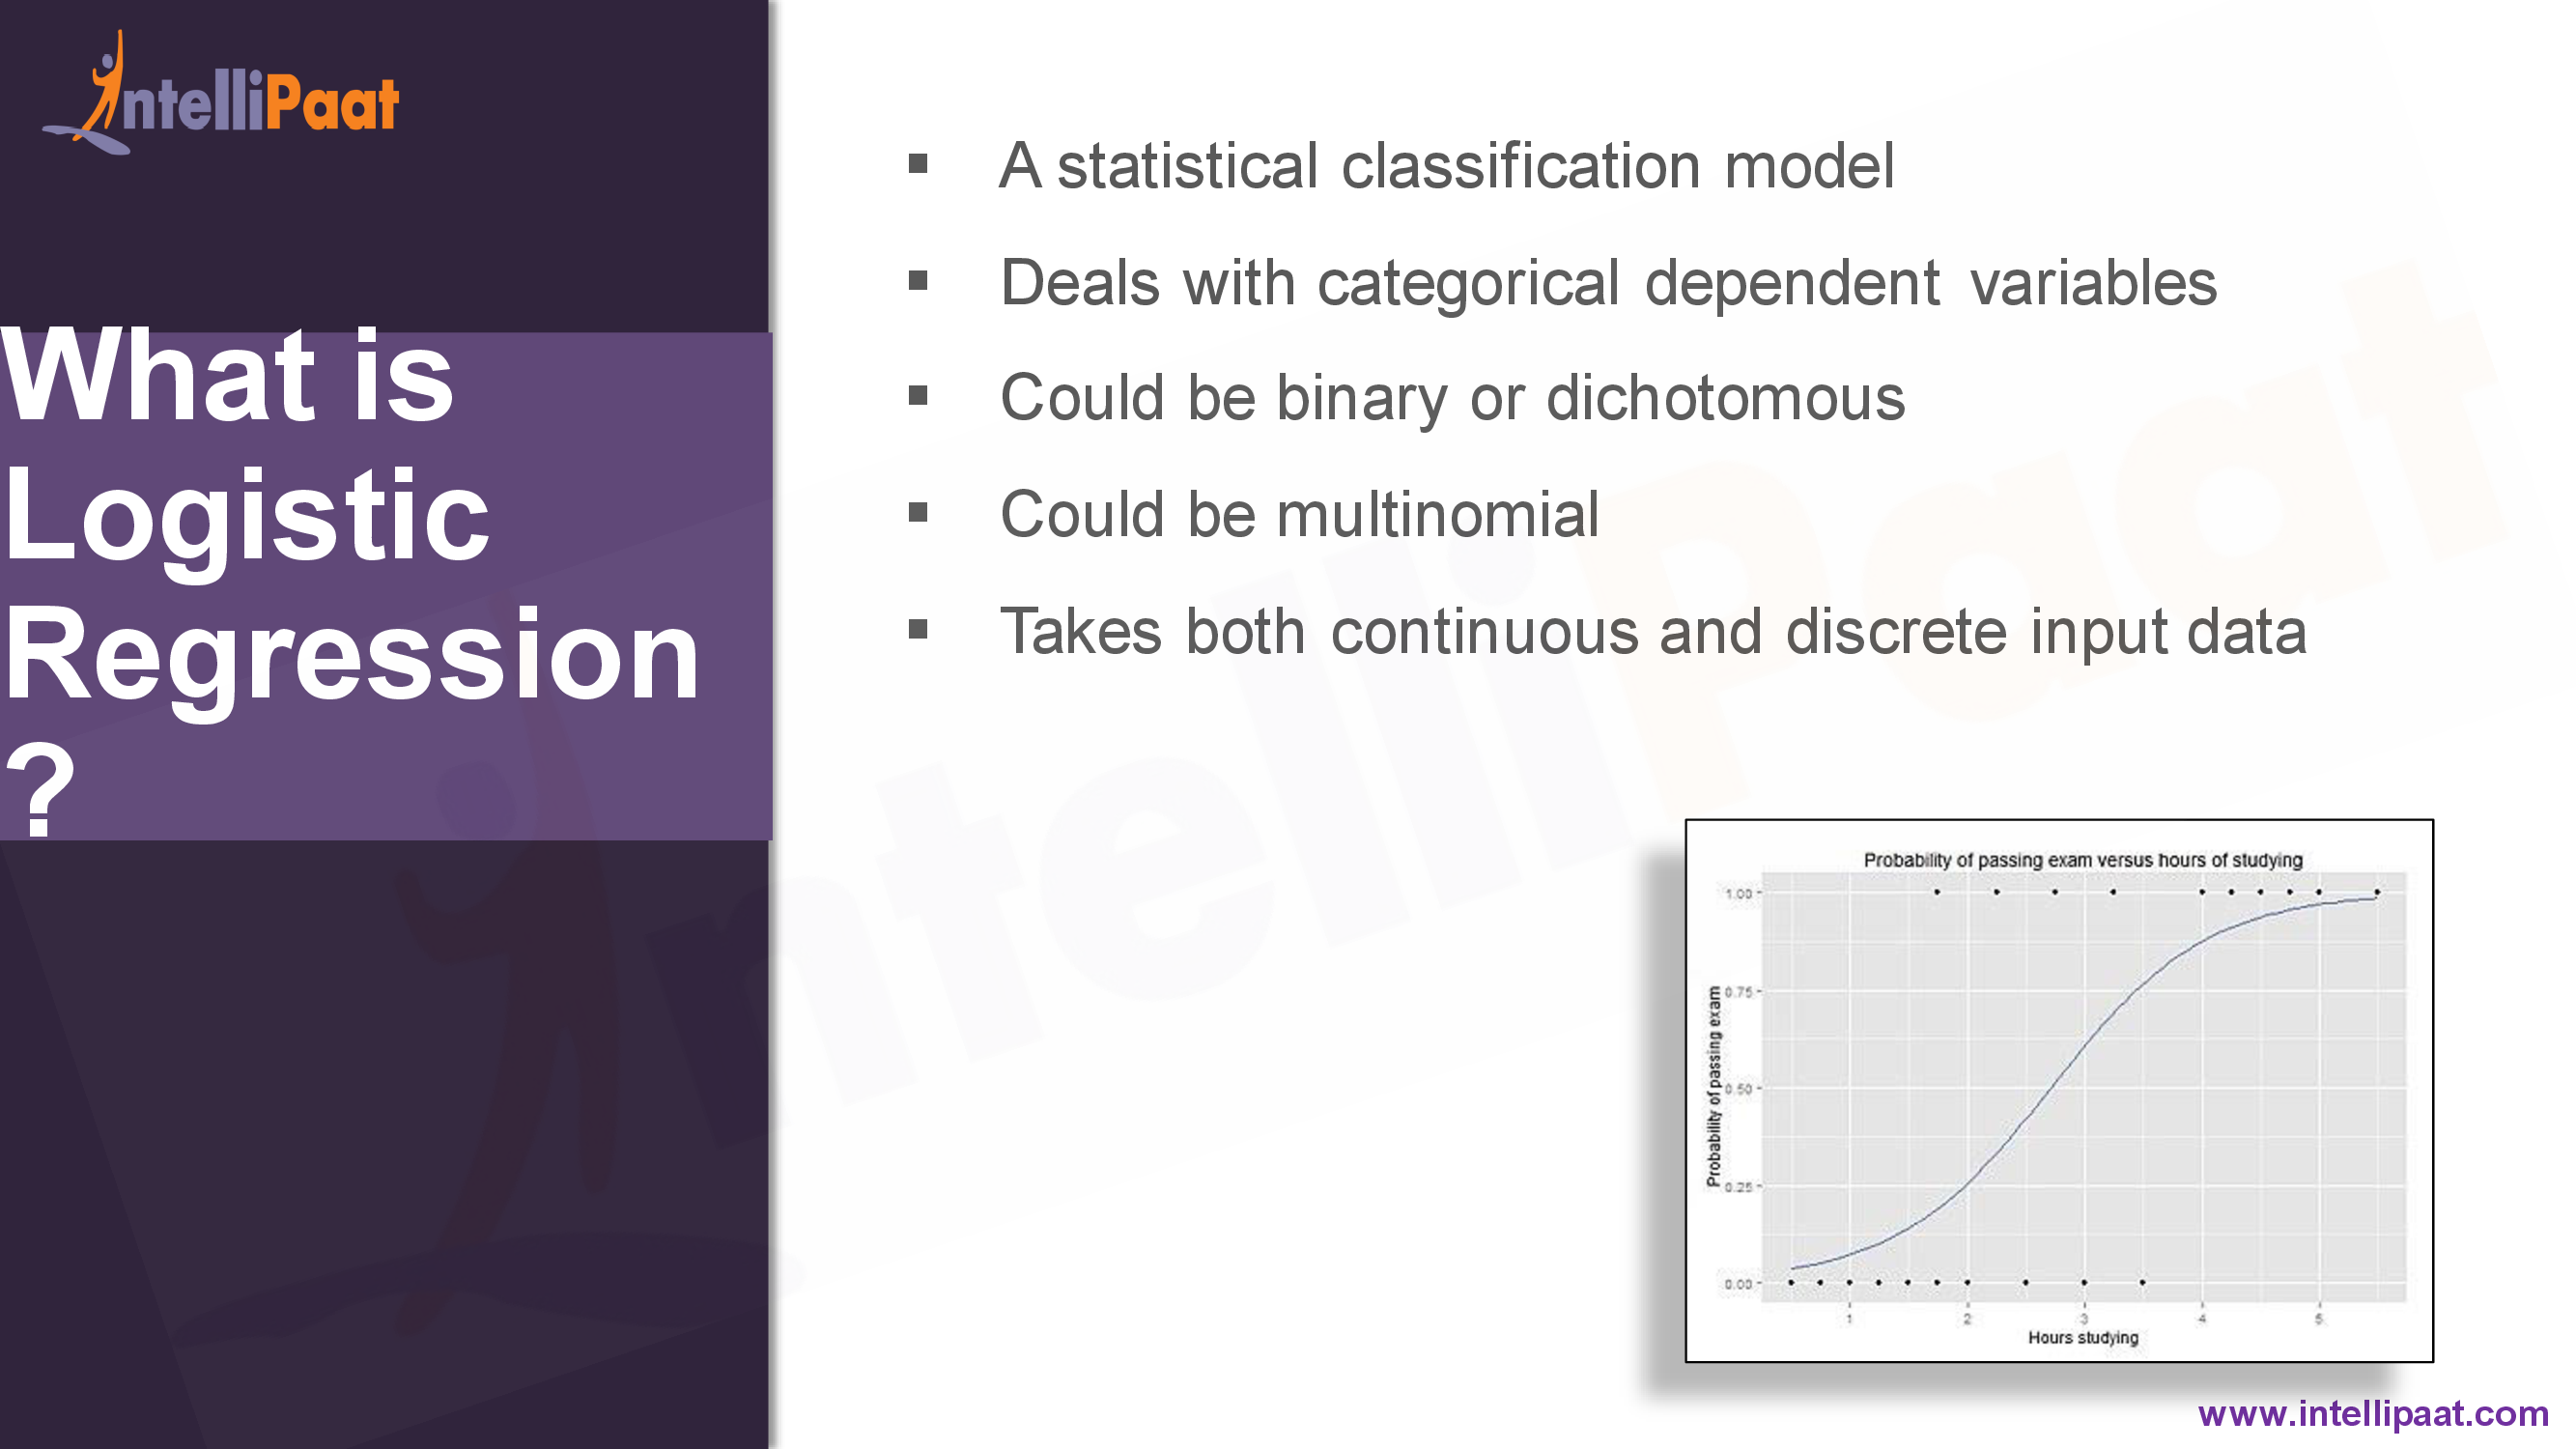 IntelliPaat
What is
Logistic
Regression
?
▪ A statistical classification model
▪ Deals with categorical dependent variables
▪ Could be binary or dichotomous
▪ Could be multinomial
▪ Takes both continuous and discrete input data
Probability of passing exam versus hours of studying
Probability of passing exam
1.00
0.75
0.50
0.25
0.00
1 2 3 4 5
Hours studying
www.intellipaat.com
IntelliPaat